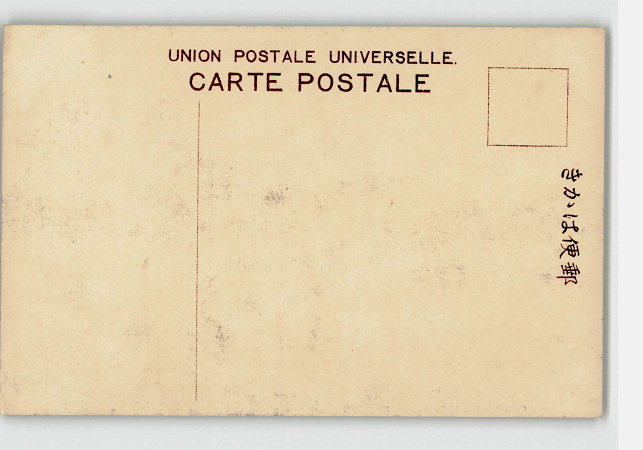 UNION POSTALE UNIVERSELLE.
CARTE POSTALE
郵便はかき